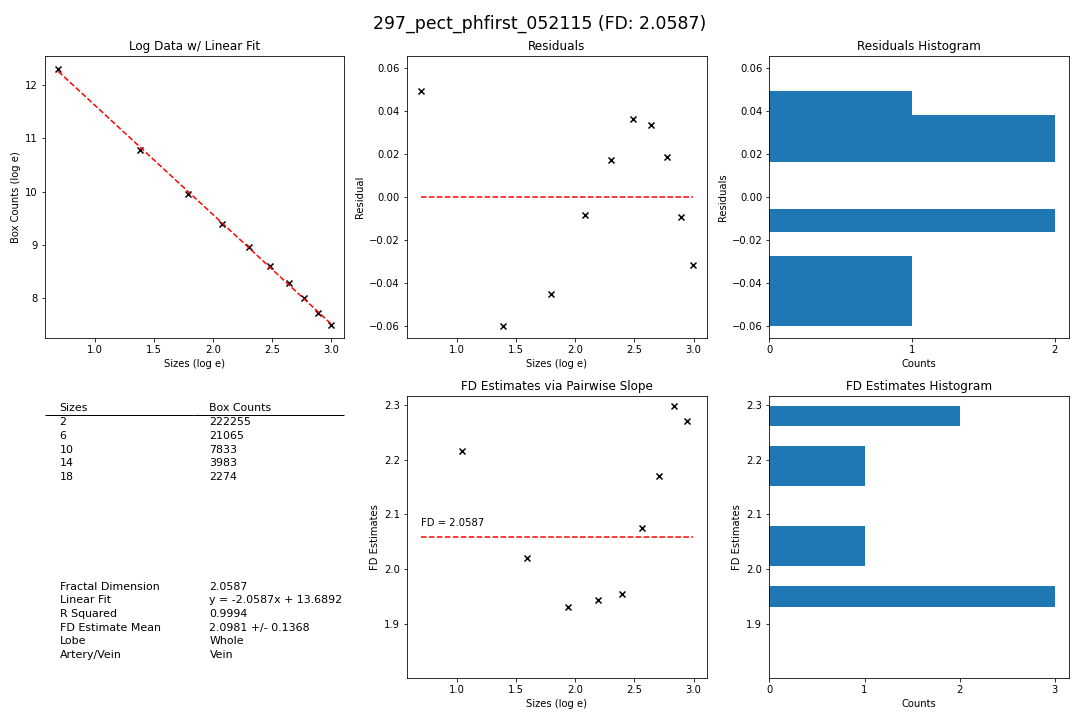 297_pect_phfirst_052115 (FD: 2.0587)
Log Data w/ Linear Fit
12
11
10
9
8
Box Counts (log e)
1.0 1.5 2.0 2.5 3.0
Sizes (log e)
Residuals
0.06
0.04
0.02
0.00
−0.02
−0.04
−0.06
Residual
1.0 1.5 2.0 2.5 3.0
Sizes (log e)
Residuals Histogram
0.06
0.04
0.02
0.00
−0.02
−0.04
−0.06
Residuals
0 1 2
Counts
Sizes Box Counts
2 222255
6 21065
10 7833
14 3983
18 2274
Fractal Dimension 2.0587
Linear Fit y = -2.0587x + 13.6892
R Squared 0.9994
FD Estimate Mean 2.0981 +/- 0.1368
Lobe Whole
Artery/Vein Vein
FD Estimates via Pairwise Slope
2.3
2.2
2.1
2.0
1.9
FD Estimates
FD = 2.0587
1.0 1.5 2.0 2.5 3.0
Sizes (log e)
FD Estimates Histogram
2.3
2.2
2.1
2.0
1.9
FD Estimates
0 1 2 3
Counts